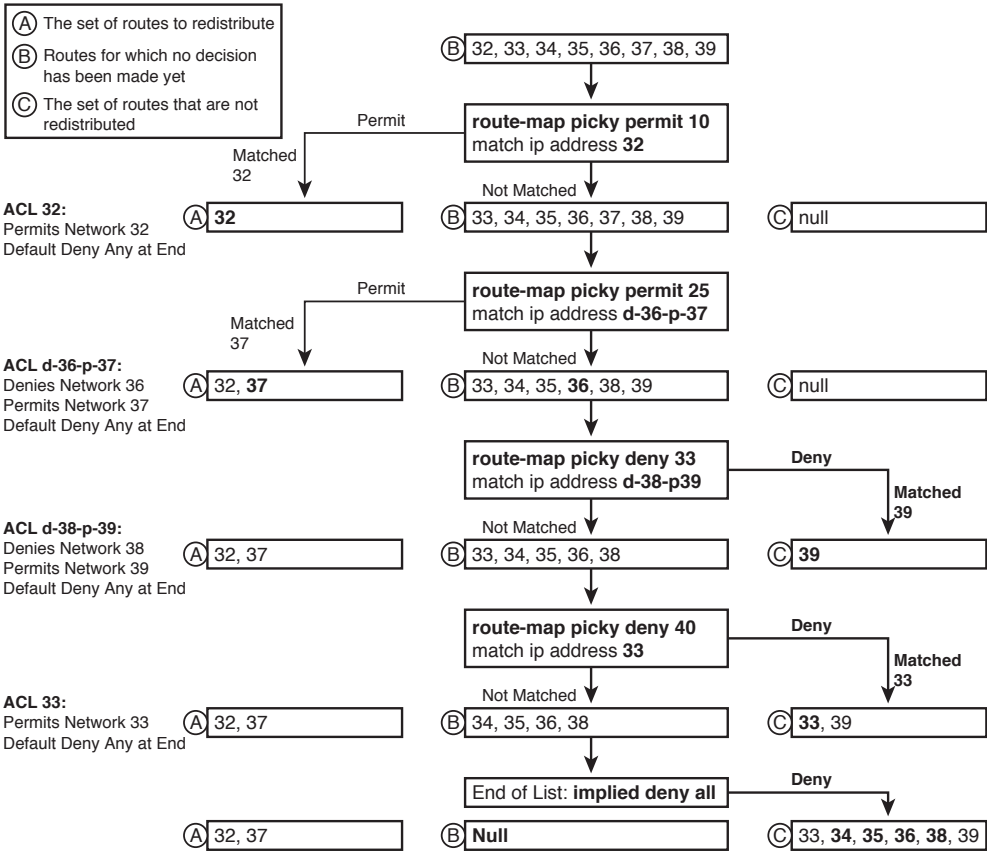 A The set of routes to redistribute
B Routes for which no decision
has been made yet
C The set of routes that are not
redistributed
B 32, 33, 34, 35, 36, 37, 38, 39
route-map picky permit 10
match ip address 32
Permit
Matched
32
Not Matched
ACL 32:
Permits Network 32
Default Deny Any at End
A 32
B 33, 34, 35, 36, 37, 38, 39
C null
route-map picky permit 25
match ip address d-36-p-37
Permit
Matched
37
Not Matched
ACL d-36-p-37:
Denies Network 36
Permits Network 37
Default Deny Any at End
A 32, 37
B 33, 34, 35, 36, 38, 39
C null
route-map picky deny 33
match ip address d-38-p39
Deny
Matched
39
Not Matched
ACL d-38-p-39:
Denies Network 38
Permits Network 39
Default Deny Any at End
A 32, 37
B 33, 34, 35, 36, 38
C 39
route-map picky deny 40
match ip address 33
Deny
Matched
33
Not Matched
ACL 33:
Permits Network 33
Default Deny Any at End
A 32, 37
B 34, 35, 36, 38
C 33, 39
End of List: implied deny all
Deny
A 32, 37
B Null
C 33, 34, 35, 36, 38, 39